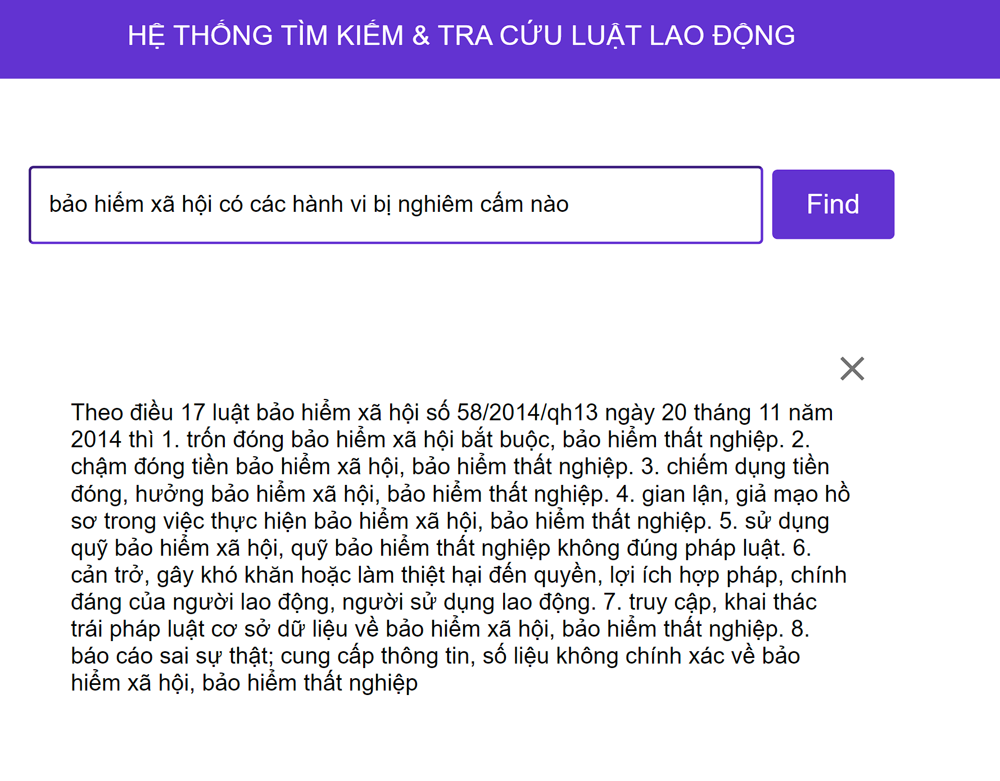 HỆ THỐNG TÌM KIẾM & TRA CỨU LUẬT LAO ĐỘNG
bảo hiểm xã hội có các hành vi bị nghiêm cấm nào
Find
Theo điều 17 luật bảo hiểm xã hội số 58/2014/qh13 ngày 20 tháng 11 năm
2014 thì 1. trốn đóng bảo hiểm xã hội bắt buộc, bảo hiểm thất nghiệp. 2.
chậm đóng tiền bảo hiểm xã hội, bảo hiểm thất nghiệp. 3. chiếm dụng tiền
đóng, hưởng bảo hiểm xã hội, bảo hiểm thất nghiệp. 4. gian lận, giả mạo hồ
sơ trong việc thực hiện bảo hiểm xã hội, bảo hiểm thất nghiệp. 5. sử dụng
quỹ bảo hiểm xã hội, quỹ bảo hiểm thất nghiệp không đúng pháp luật. 6.
cản trở, gây khó khăn hoặc làm thiệt hại đến quyền, lợi ích hợp pháp, chính
đáng của người lao động, người sử dụng lao động. 7. truy cập, khai thác
trái pháp luật cơ sở dữ liệu về bảo hiểm xã hội, bảo hiểm thất nghiệp. 8.
báo cáo sai sự thật; cung cấp thông tin, số liệu không chính xác về bảo
hiểm xã hội, bảo hiểm thất nghiệp